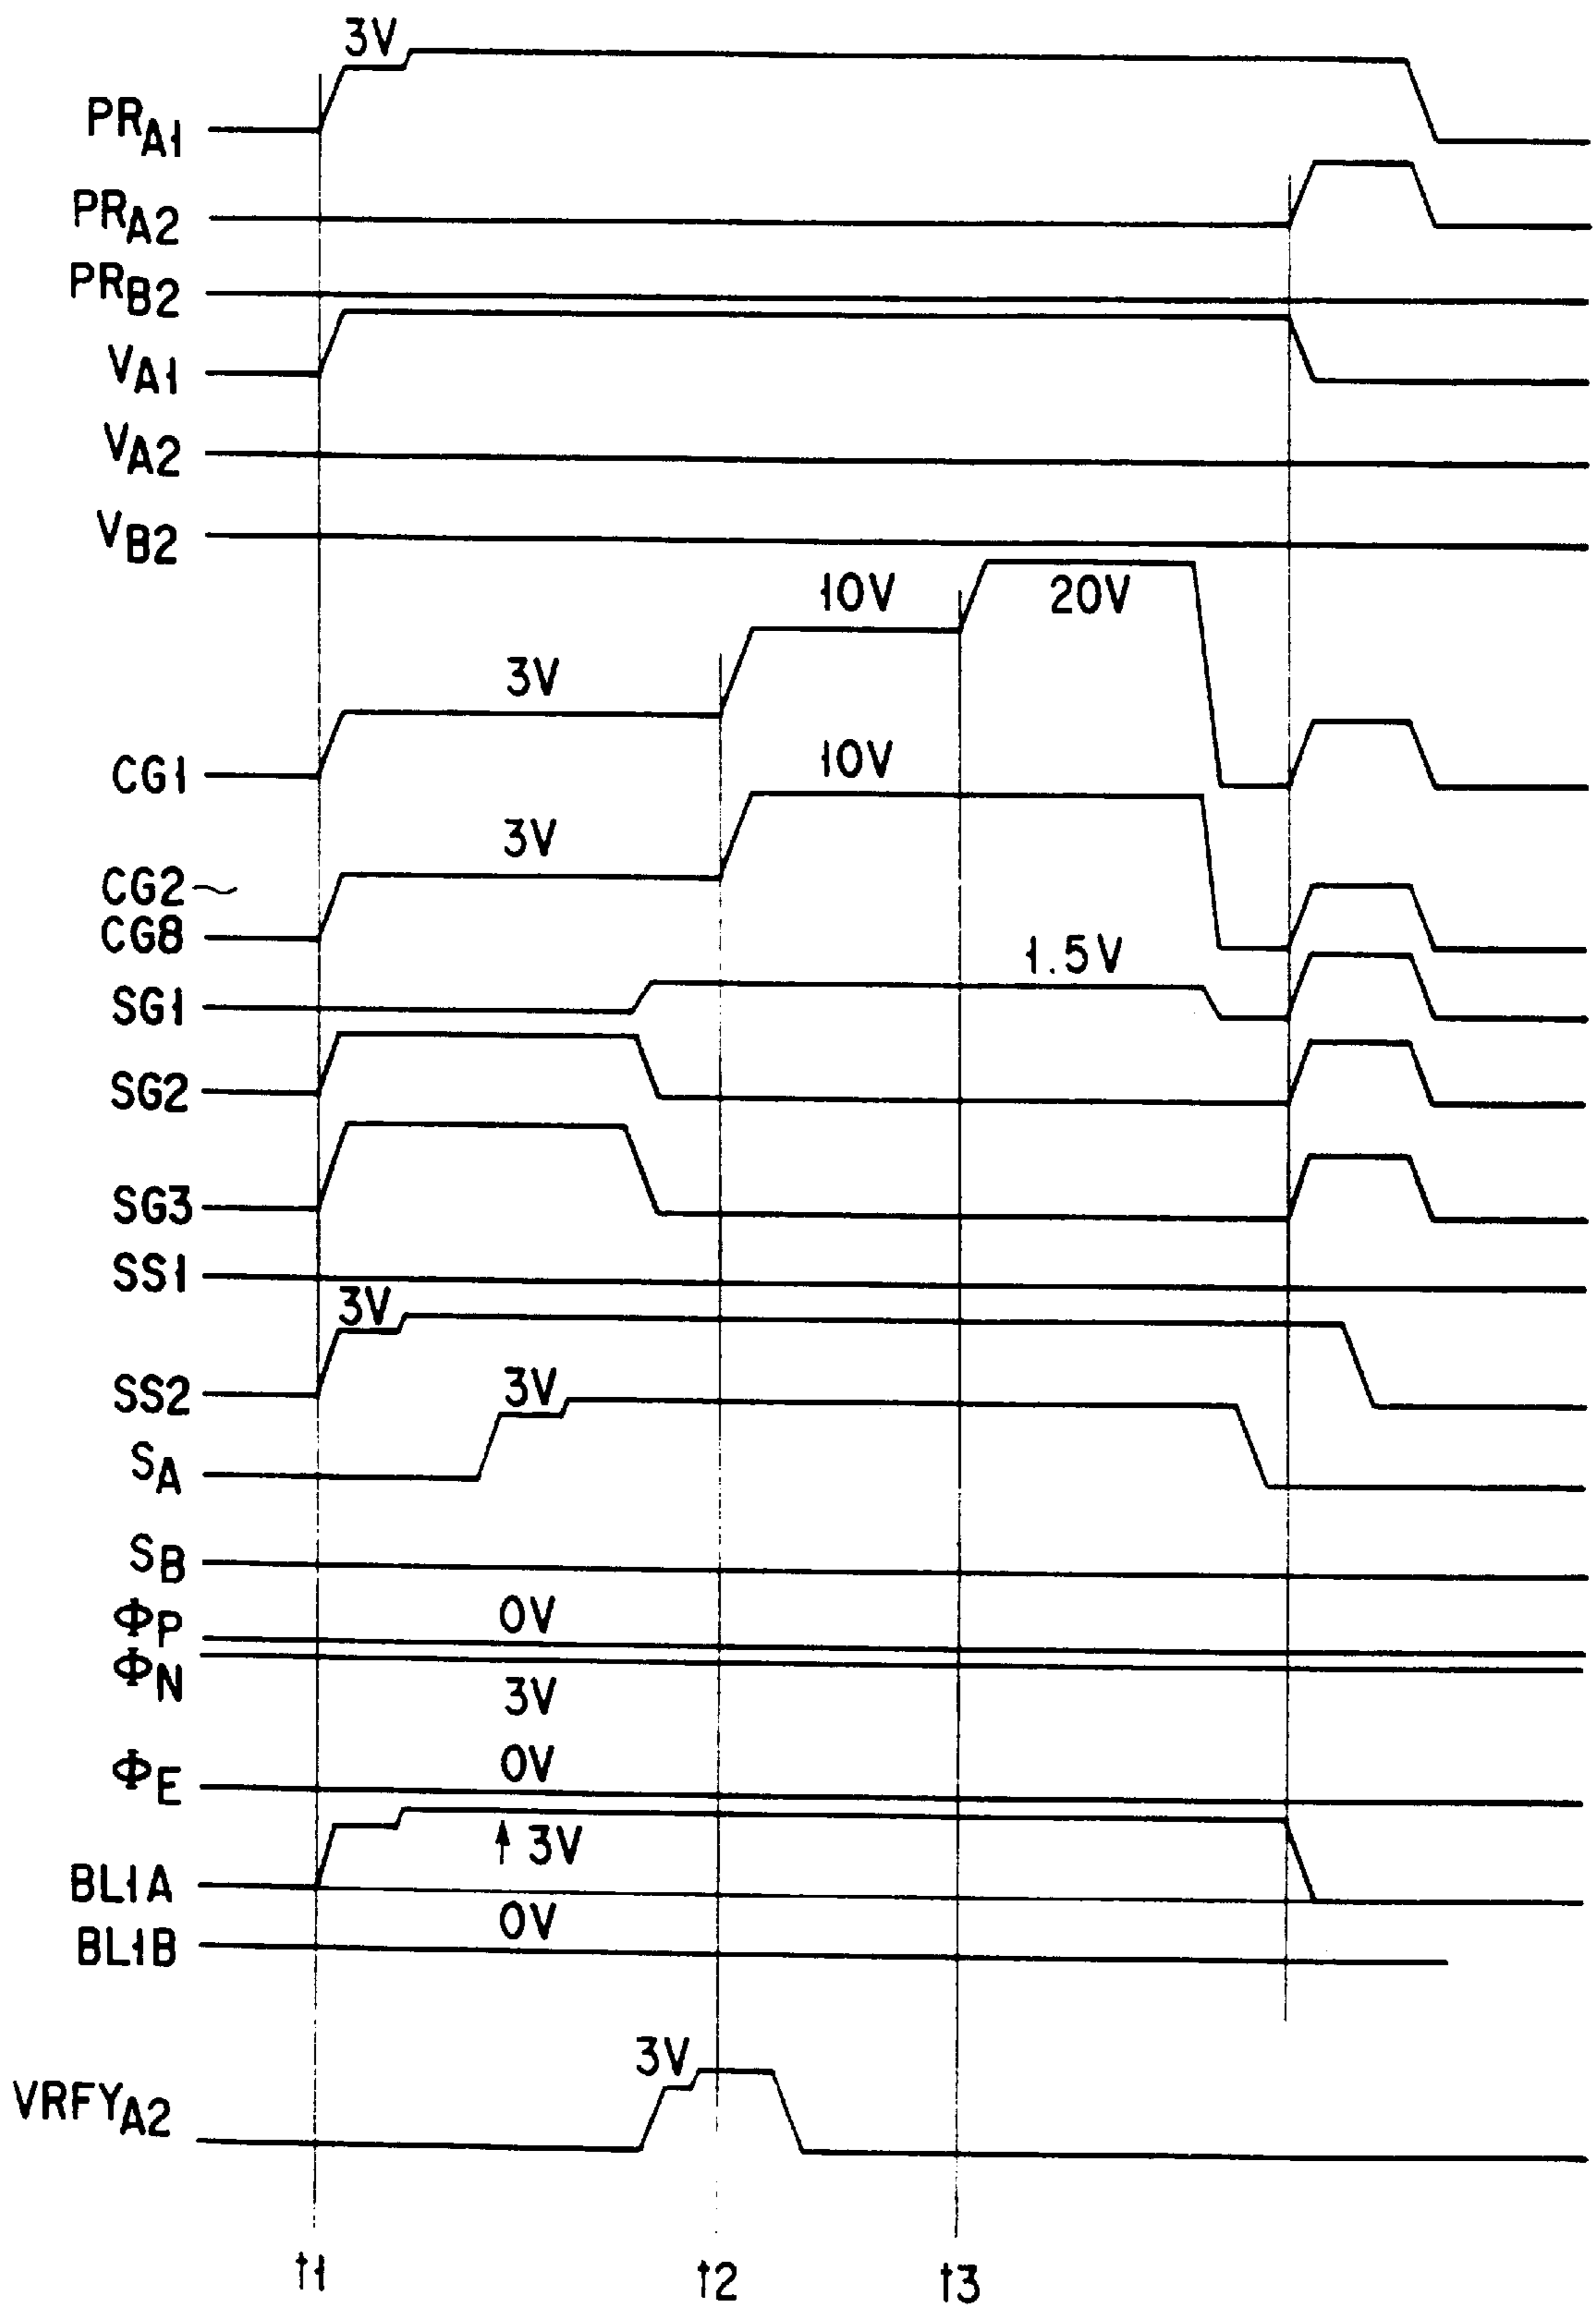 3V
PRA1
PRA2
PRB2
VA1
VA2
VB2
10V 20V
3V
CG1
10V
3V
CG2~
CG8
1.5V
SG1
SG2
SG3
SS1
3V
SS2
3V
SA
SB
ΦP 0V
ΦN
3V
ΦE 0V
↑ 3V
BL1A
0V
BL1B
3V
VRFYA2
t1 t2 t3